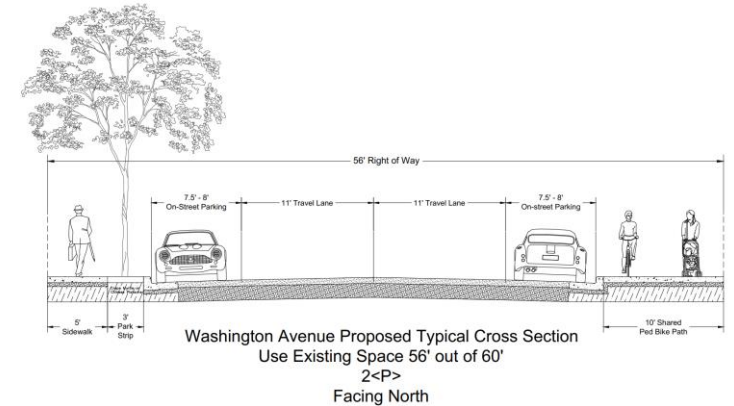 56' Right of Way
7.5' - 8'
On-Street Parking
11' Travel Lane
11' Travel Lane
7.5' - 8'
On-street Parking
5'
Sidewalk
3'
Park
Strip
10' Shared
Ped Bike Path
Washington Avenue Proposed Typical Cross Section
Use Existing Space 56' out of 60'
2<P>
Facing North